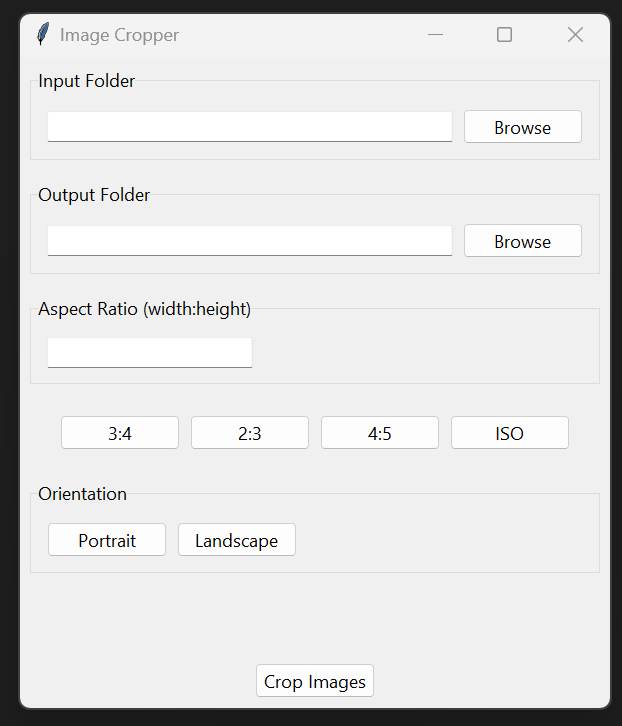 Image Cropper
Input Folder
Browse
Output Folder
Browse
Aspect Ratio (width:height)
3:4 2:3 4:5 ISO
Orientation
Portrait Landscape
Crop Images